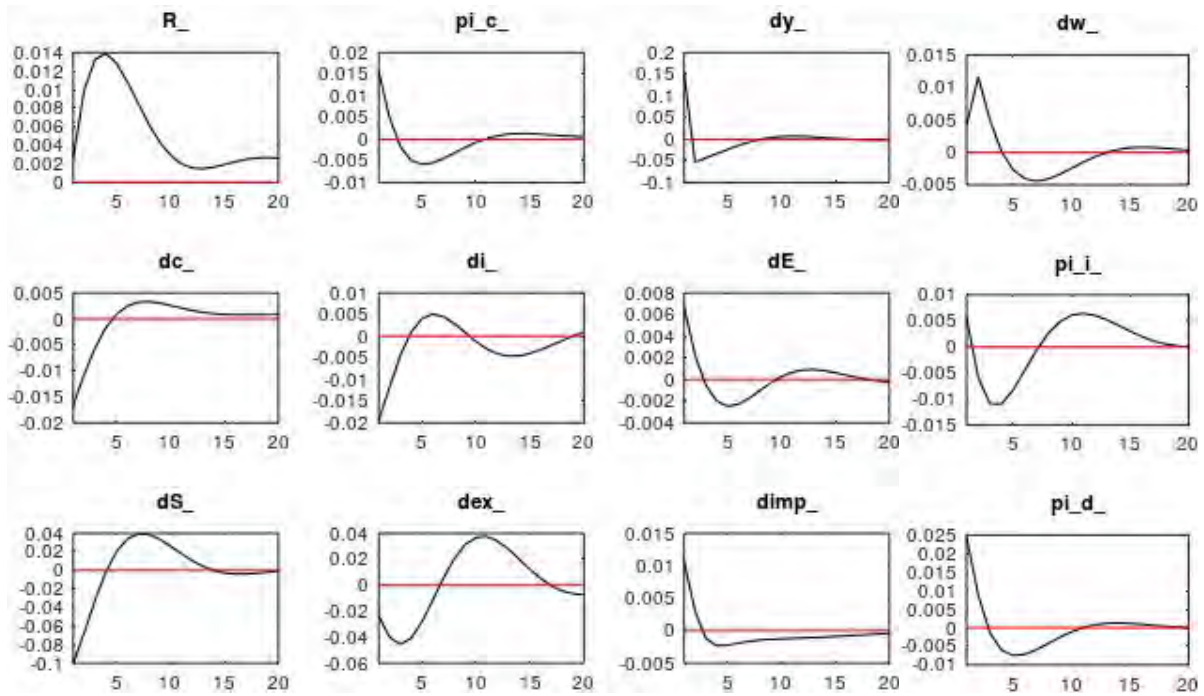 R_ pi_c_ dy_ dw_
0.014 0.02 0.2 0.015
0.012 0.015 0.15
0.01 0.01 0.1 0.01
0.008 0.005 0.05 0.005
0.006 0 0 0
0.004 -0.005 -0.05
0.002 -0.01 -0.1 -0.005
0
5 10 15 20 5 10 15 20 5 10 15 20 5 10 15 20
dc_ di_ dE_ pi_i_
0.005 0.01 0.008 0.01
0 0.005 0.006 0.005
-0.005 0 0.004 0
-0.01 -0.005 0.002 -0.005
-0.015 -0.01 0 -0.01
-0.02 -0.015 -0.002 -0.015
-0.02 -0.004
5 10 15 20 5 10 15 20 5 10 15 20 5 10 15 20
dS_ dex_ dimp_ pi_d_
0.04 0.04 0.015 0.025
0.02 0.02 0.01 0.02
0 0 0.005 0.015
-0.02 -0.02 0 0.01
-0.04 -0.04 -0.005 0.005
-0.06 -0.06 0
-0.08 -0.005
-0.1 -0.01
5 10 15 20 5 10 15 20 5 10 15 20 5 10 15 20